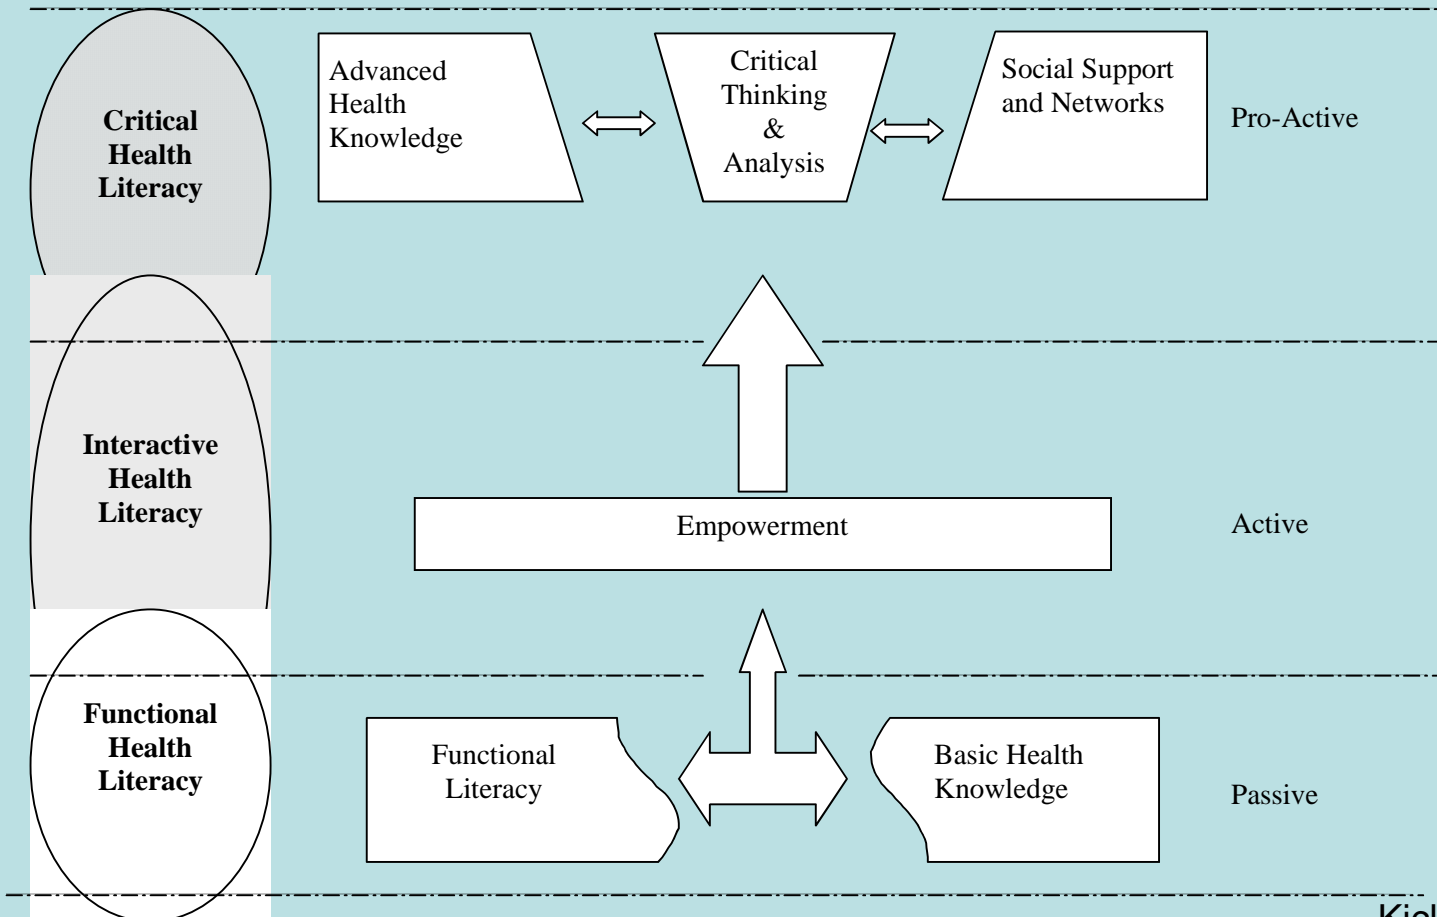 Critical
Health
Literacy
Advanced
Health
Knowledge
Critical
Thinking
&
Analysis
Social Support
and Networks
Pro-Active
Interactive
Health
Literacy
Empowerment
Active
Functional
Health
Literacy
Functional
Literacy
Basic Health
Knowledge
Passive